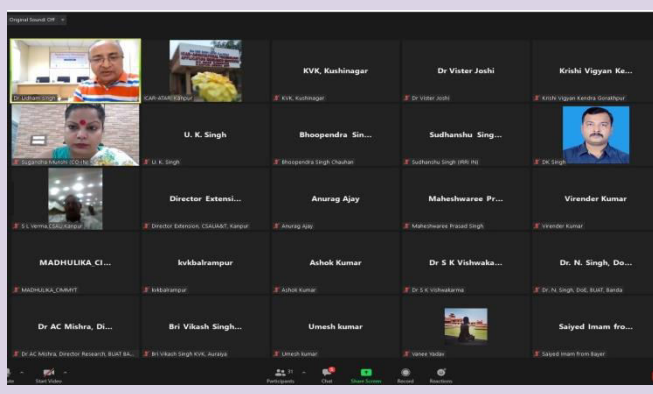 Original Sound: Off
Dr Udham Singh
ICAR-ATARI Kanpur
KVK, Kushinagar
KVK, Kushinagar
Dr Vister Joshi
Dr Vister Joshi
Krishi Vigyan Ke...
Krishi Vigyan Kendra Gorakhpur
Sugandha Munshi
U. K. Singh
U. K. Singh
Bhoopendra Sin...
Bhoopendra Singh Chauhan
Sudhanshu Sing...
Sudhanshu Singh (IRRI
DK Singh
S L Verma CSAU Kanpur
Director Extensi...
Director Extension, CSAUA&T, Kanpur
Anurag Ajay
Anurag Ajay
Maheshwaree Pr...
Maheshwaree Prasad Singh
Virender Kumar
Virender Kumar
MADHULIKA_CI...
MADHULIKA_CIMMYT
kvkbalrampur
kvkbalrampur
Ashok Kumar
Ashok Kumar
Dr S K Vishwaka...
Dr S K Vishwakarma
Dr. N. Singh, Do...
Dr. N. Singh, DoE, BUAT, Banda
Dr AC Mishra, Di...
Dr AC Mishra, Director Research, BUAT BA...
Bri Vikash Singh...
Bri Vikash Singh KVK, Auraiya
Umesh kumar
Umesh kumar
Yadav
Saiyed Imam fro...
Saiyed Imam from Bayer
Start Video
Participants
31
Chat
Share Screen
Record
Reactions